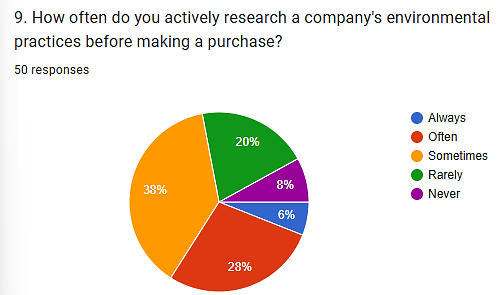 9. How often do you actively research a company's environmental
practices before making a purchase?
50 responses
Always
Often
Sometimes
Rarely
Never
20%
38%
8%
6%
28%